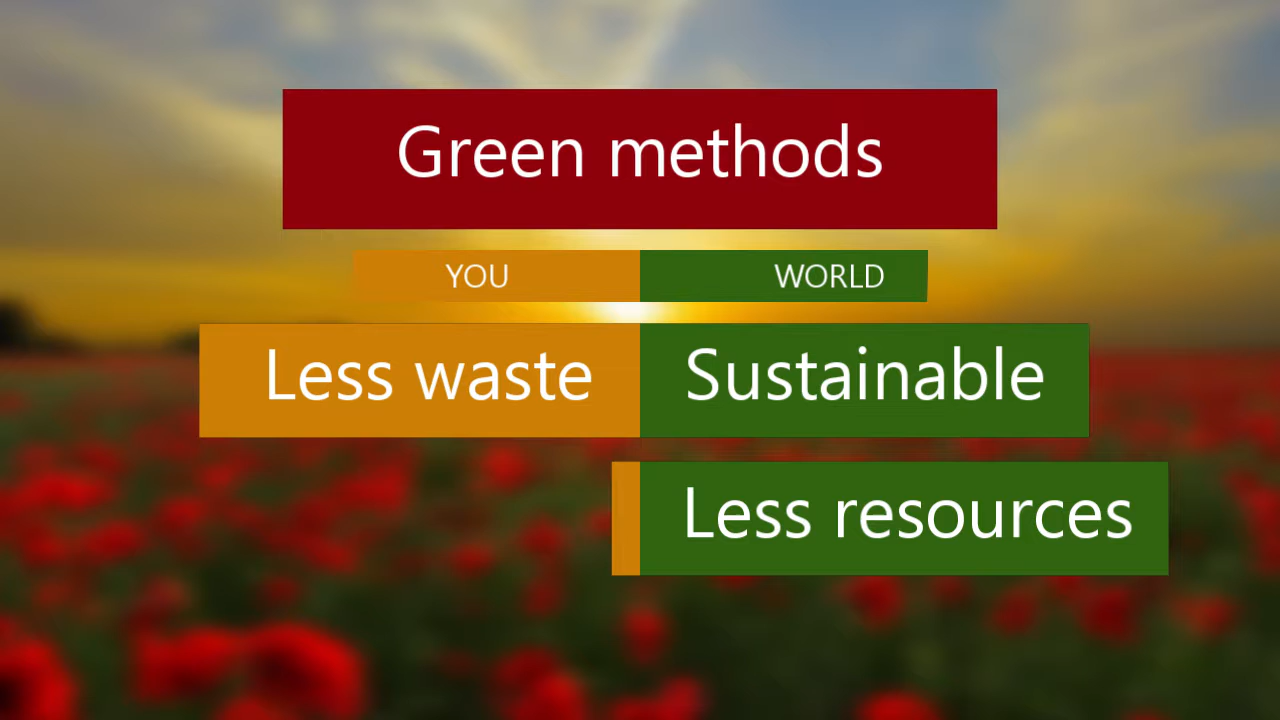 Green methods
YOU
WORLD
Less waste
Sustainable
Less resources